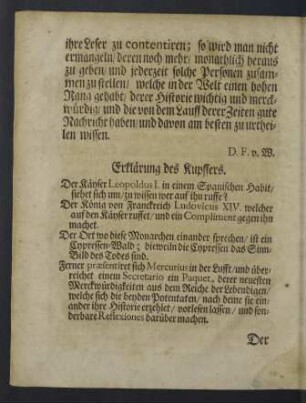 ihre Leser zu contentiren; so wird man nicht
ermangeln/ deren noch mehr/ monathlich heraus
zu geben/ und jederzeit solche Personen zusam-
men zu stellen/ welche in der Welt einen hohen
Rang gehabt/ derer Historie wichtig und merck-
würdig/ und die von dem Lauff derer Zeiten gute
Nachricht haben/ und davon am besten zu urthei-
len wissen.
D. F. v. W.
Erklärung des Kupffers.
Der Käyser Leopoldus I. in einem Spanischen Habit/
siehet sich um/ zu wissen wer auf ihn ruffe?
Der König von Franckreich Ludovicus XIV. welcher
auf den Käyser ruffet/ und ein Compliment gegen ihn
machet.
Der Ort wo diese Monarchen einander sprechen/ ist ein
Cypressen-Wald; dieweiln die Cypressen das Sinn-
Bild des Todes sind.
Ferner præsentiret sich Mercurius in der Lufft/ und über-
reichet einem Secretario ein Paquet, derer neuesten
Merckwürdigkeiten aus dem Reiche der Lebendigen/
welche sich die beyden Potentaten/ nach deme sie ein-
ander ihre Historie erzehlet/ vorlesen lassen/ und son-
derbare Reflexiones darüber machen.
Der